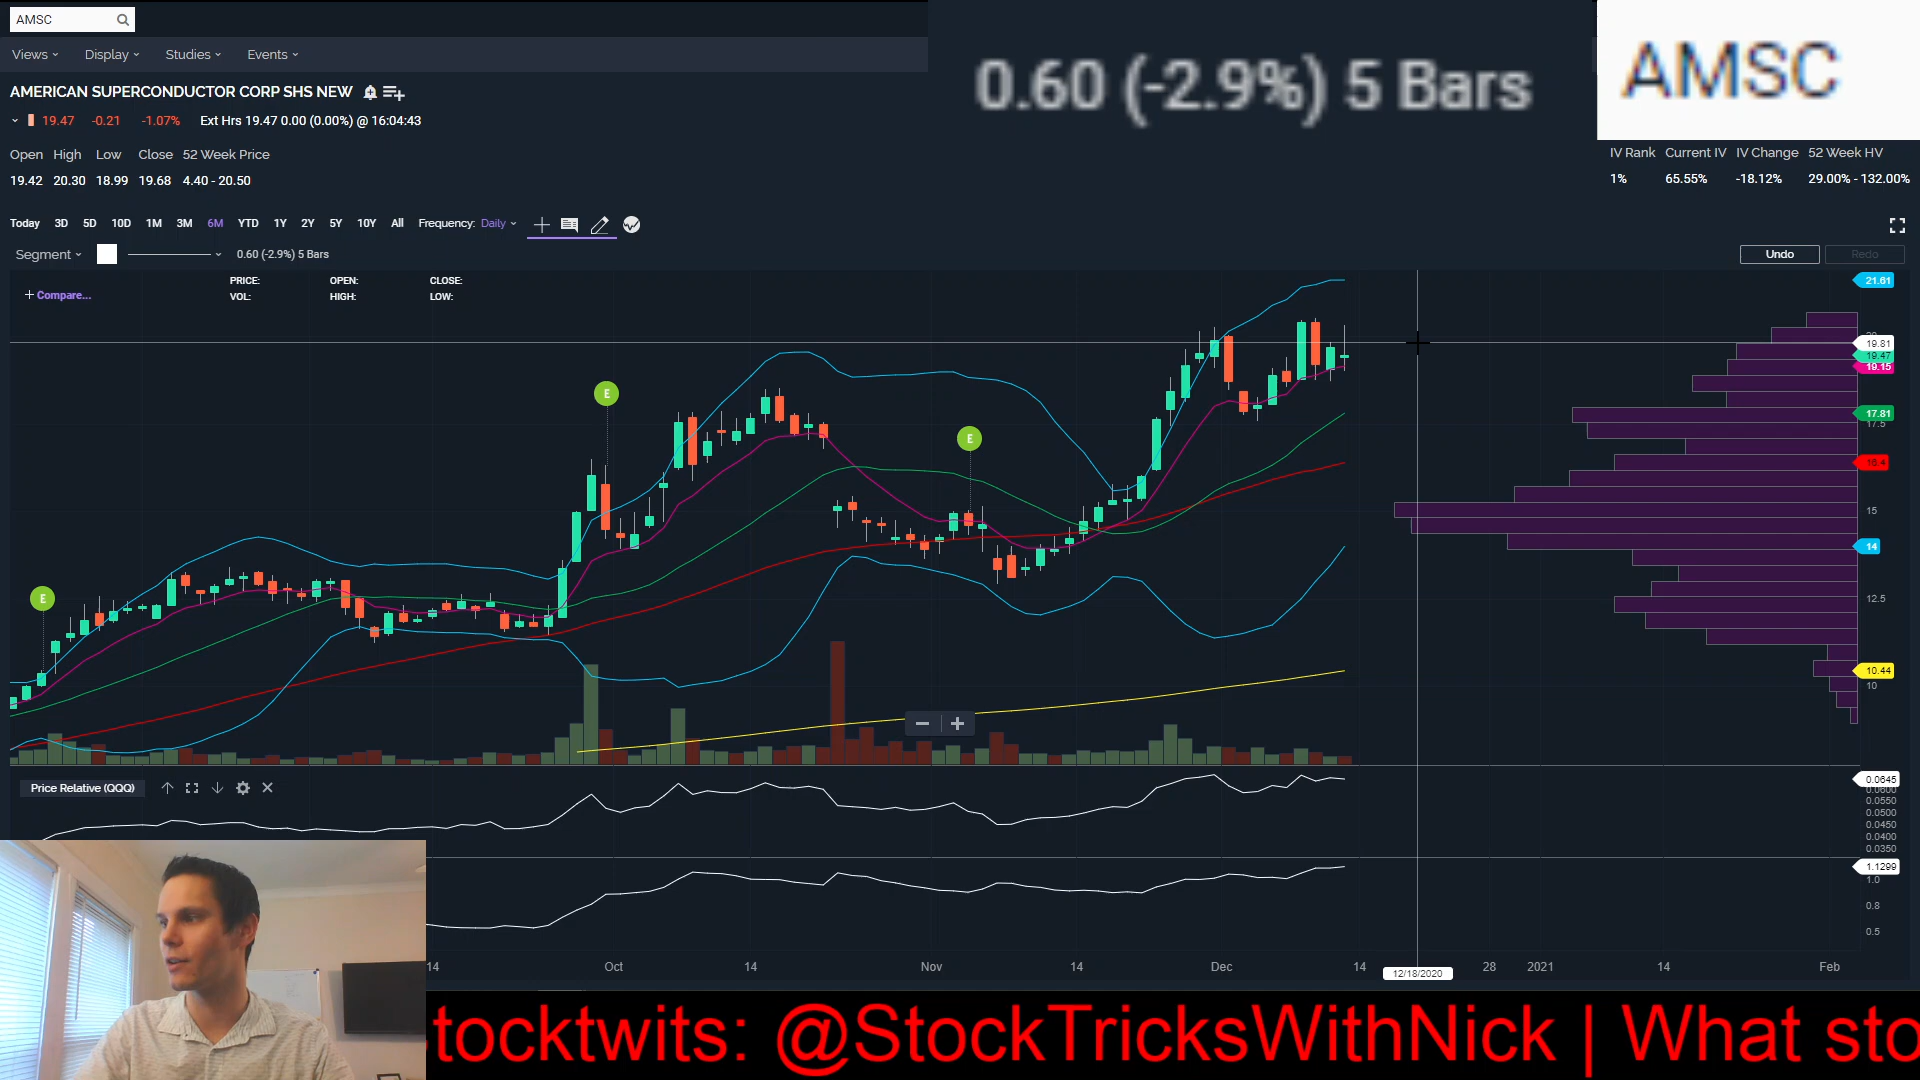 AMSC
Views Display Studies Events
0.60 (-2.9%) 5 Bars
AMSC
AMERICAN SUPERCONDUCTOR CORP SHS NEW
19.47 -0.21 -1.07% Ext Hrs 19.47 0.00 (0.00%) @ 16:04:43
Open High Low Close 52 Week Price
19.42 20.30 18.99 19.68 4.40 - 20.50
IV Rank Current IV IV Change 52 Week HV
1% 65.55% -18.12% 29.00% - 132.00%
Today 3D 5D 10D 1M 3M 6M YTD 1Y 2Y 5Y 10Y All Frequency: Daily
Segment 0.60 (-2.9%) 5 Bars
Undo Redo
+ Compare...
PRICE: OPEN: CLOSE:
VOL: HIGH: LOW:
21.61
20
19.81
19.47
19.15
17.81
17.5
16.4
15
14
12.5
10.44
10
E
E
E
− +
Price Relative (QQQ)
0.0645
0.0600
0.0550
0.0500
0.0450
0.0400
0.0350
1.1299
1.0
0.8
0.5
14 Oct 14 Nov 14 Dec 14 12/18/2020 28 2021 14 Feb
tocktwits: @StockTricksWithNick | What sto